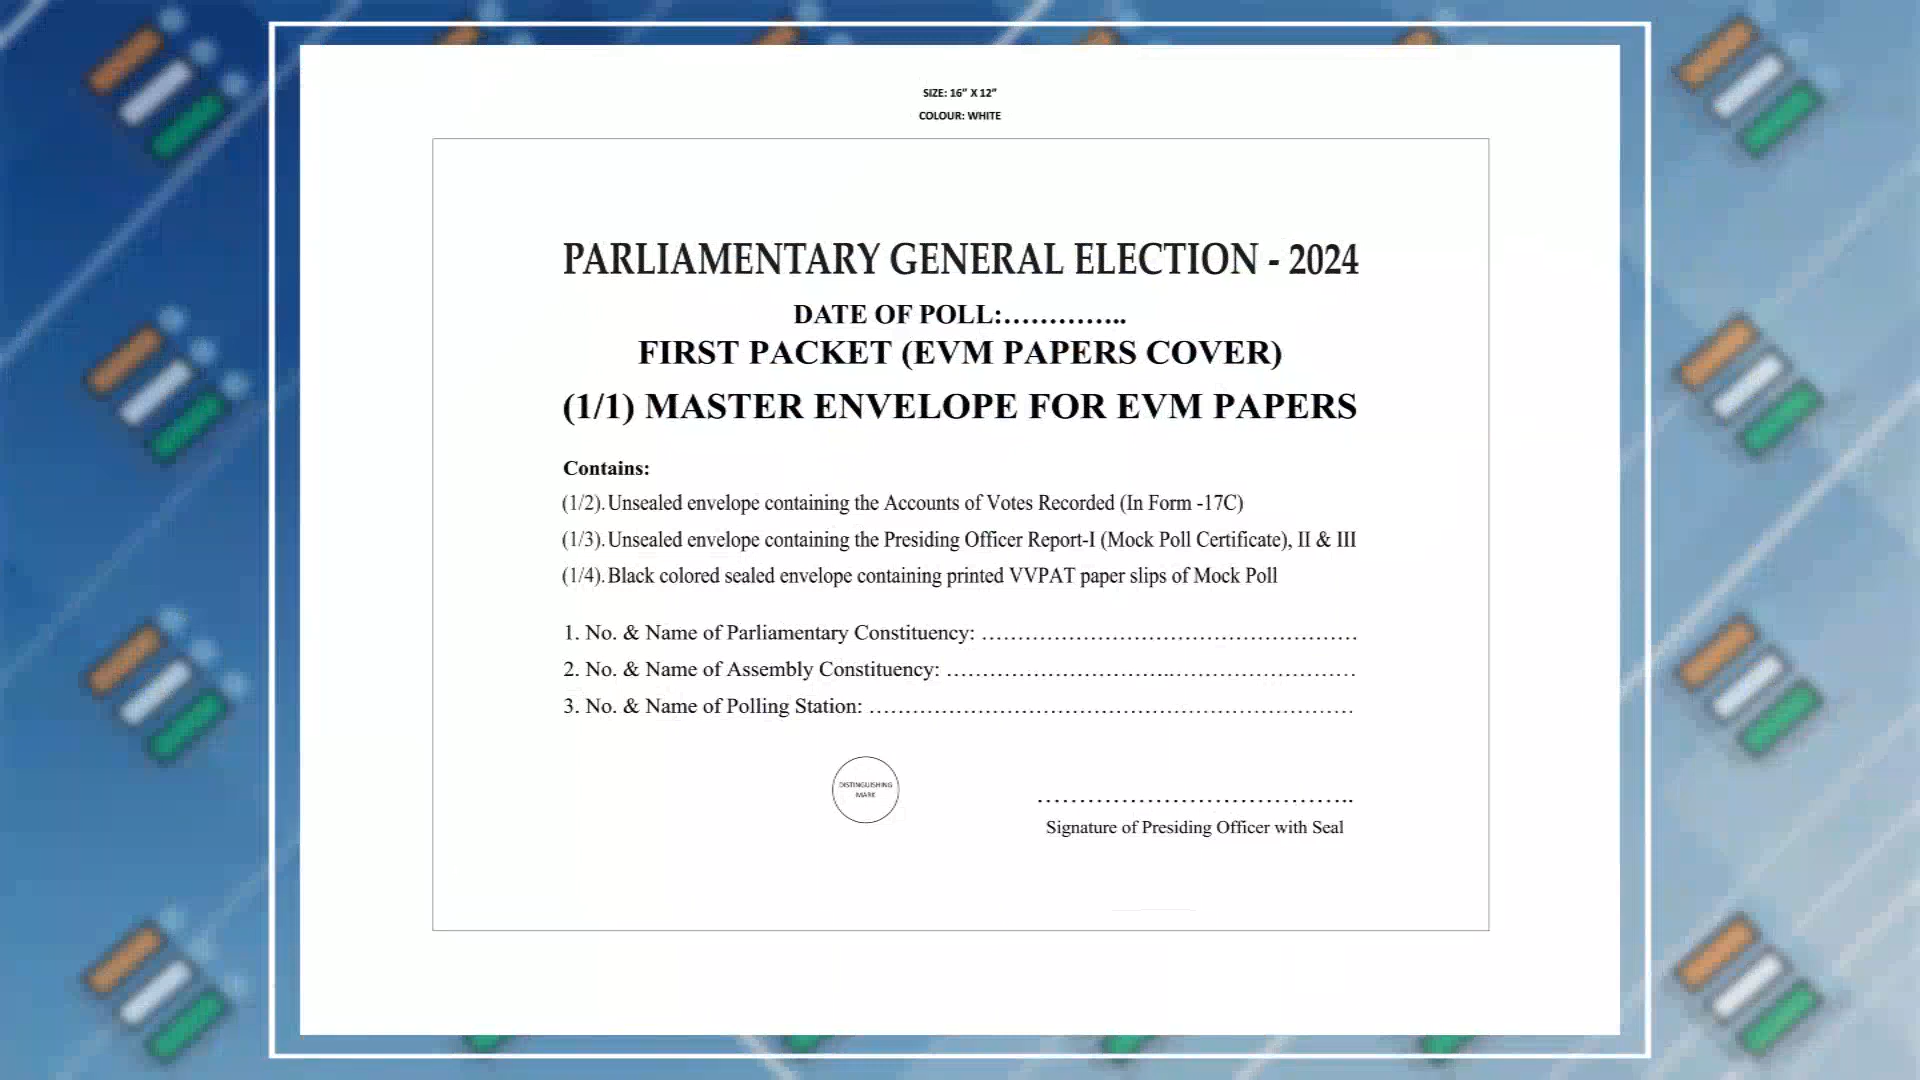 SIZE: 16” X 12”
COLOUR: WHITE
PARLIAMENTARY GENERAL ELECTION - 2024
DATE OF POLL:…………..
FIRST PACKET (EVM PAPERS COVER)
(1/1) MASTER ENVELOPE FOR EVM PAPERS
Contains:
(1/2). Unsealed envelope containing the Accounts of Votes Recorded (In Form -17C)
(1/3). Unsealed envelope containing the Presiding Officer Report-I (Mock Poll Certificate), II & III
(1/4). Black colored sealed envelope containing printed VVPAT paper slips of Mock Poll
1. No. & Name of Parliamentary Constituency: ……………………………………………
2. No. & Name of Assembly Constituency: …………………………..……………………
3. No. & Name of Polling Station: …………………………………………………………
DISTINGUISHING
MARK
………………………………..
Signature of Presiding Officer with Seal